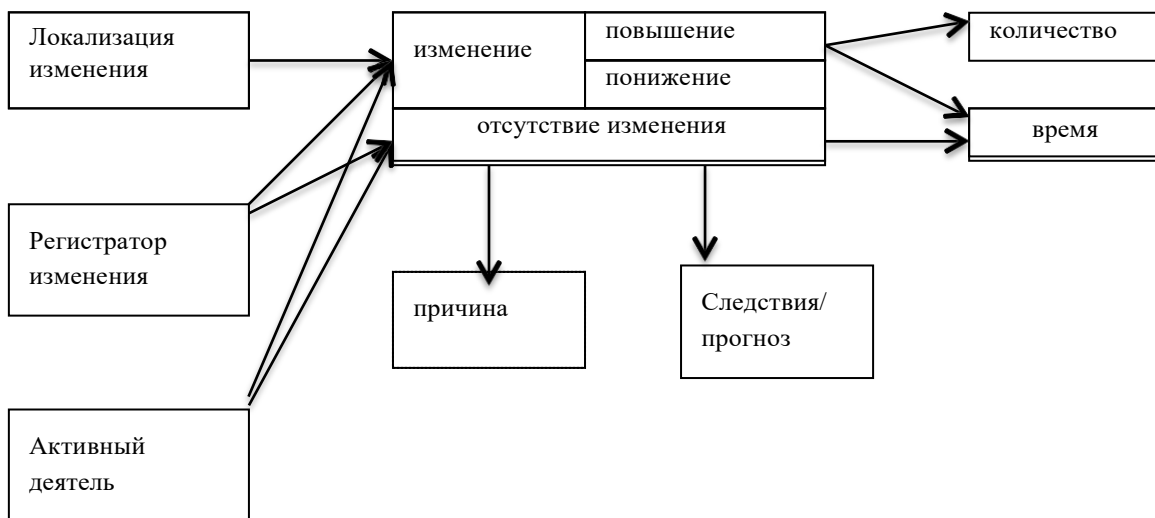 Локализация
изменения
изменение
повышение
понижение
отсутствие изменения
количество
время
Регистратор
изменения
причина
Следствия/
прогноз
Активный
деятель